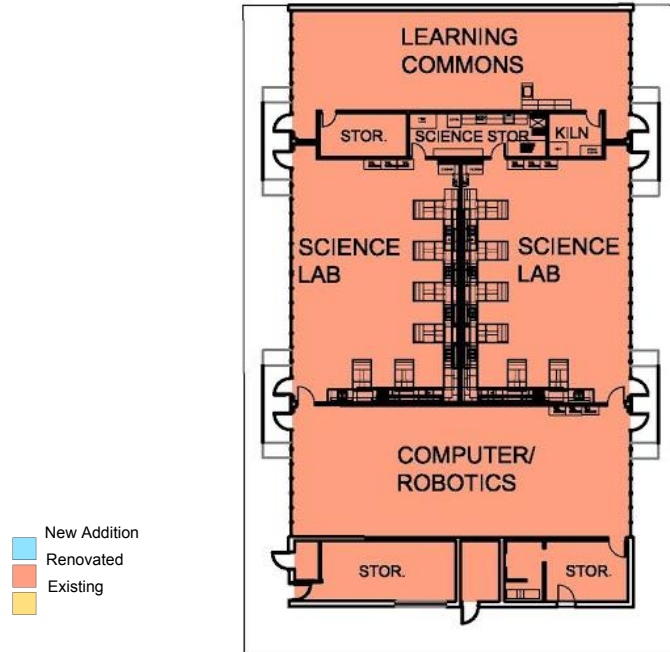 LEARNING
COMMONS
STOR.
SCIENCE STOR
KILN
SCIENCE
LAB
SCIENCE
LAB
COMPUTER/
ROBOTICS
STOR.
STOR.
New Addition
Renovated
Existing